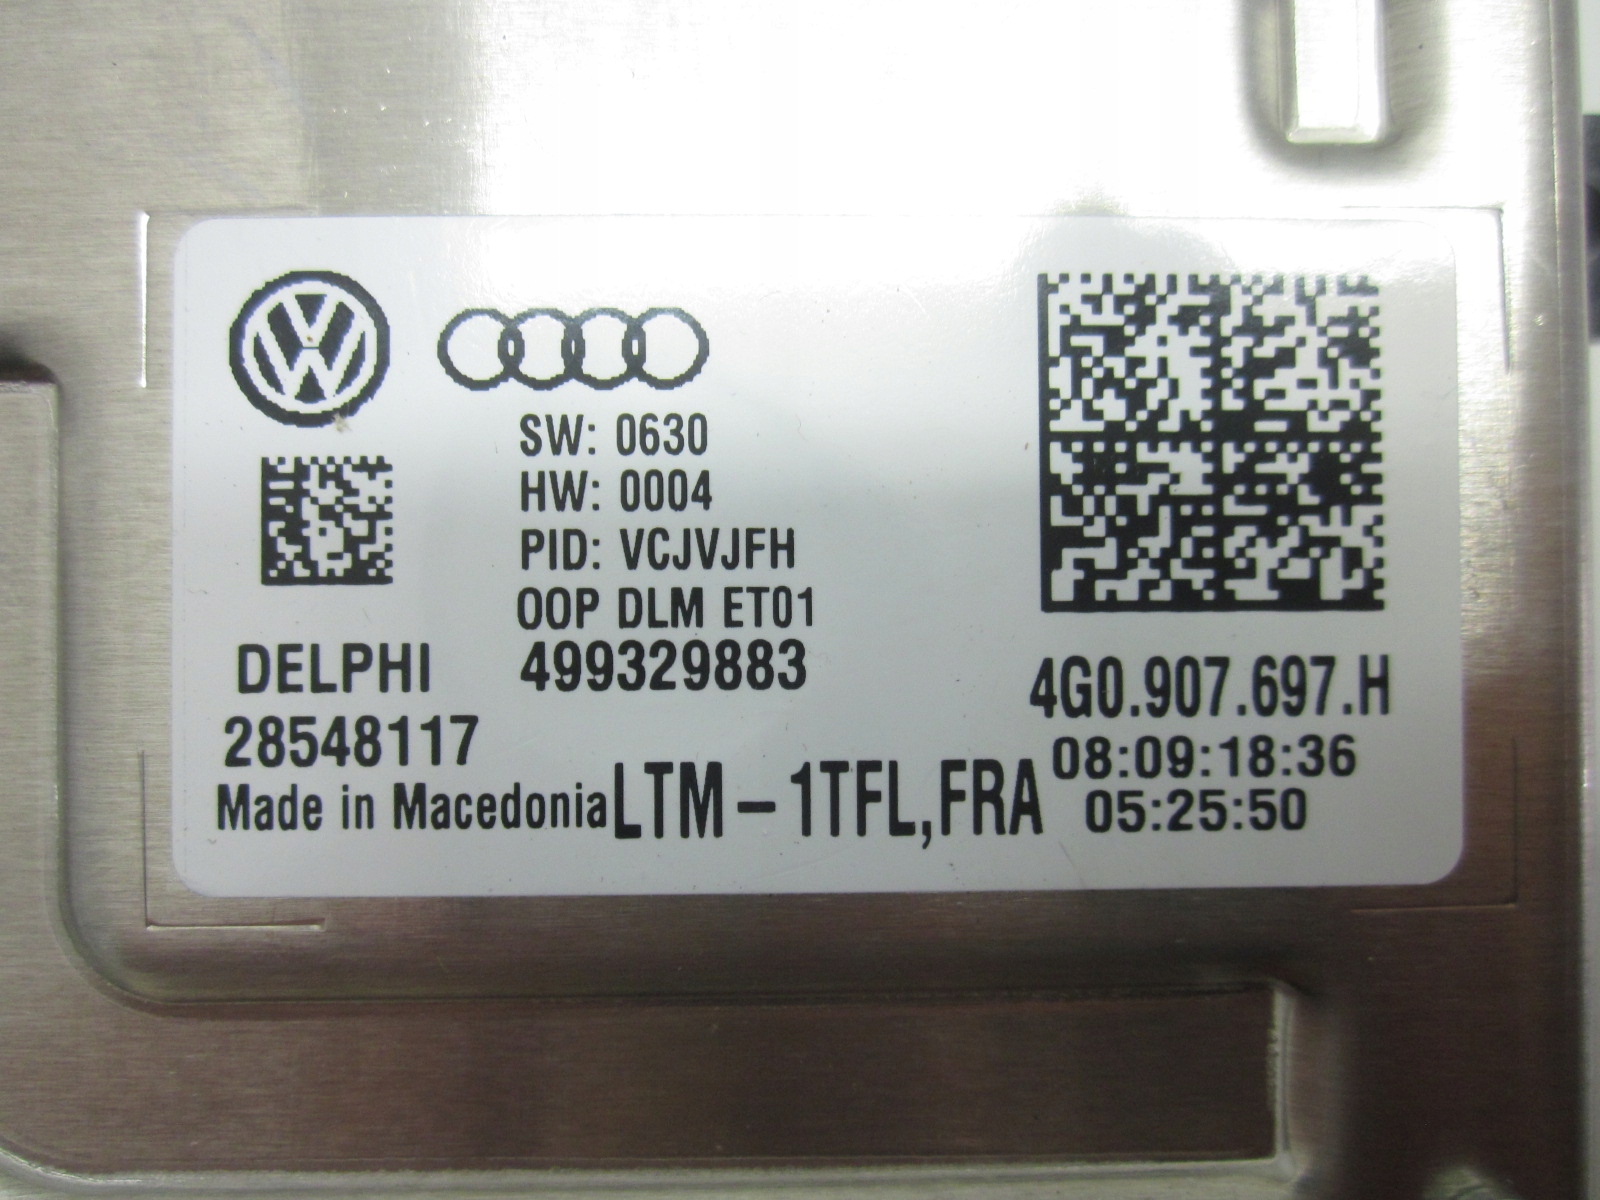 SW: 0630
HW: 0004
PID: VCJVJFH
OOP DLM ET01
DELPHI 499329883
28548117
Made in Macedonia LTM - 1TFL,FRA
4G0.907.697.H
08:09:18:36
05:25:50